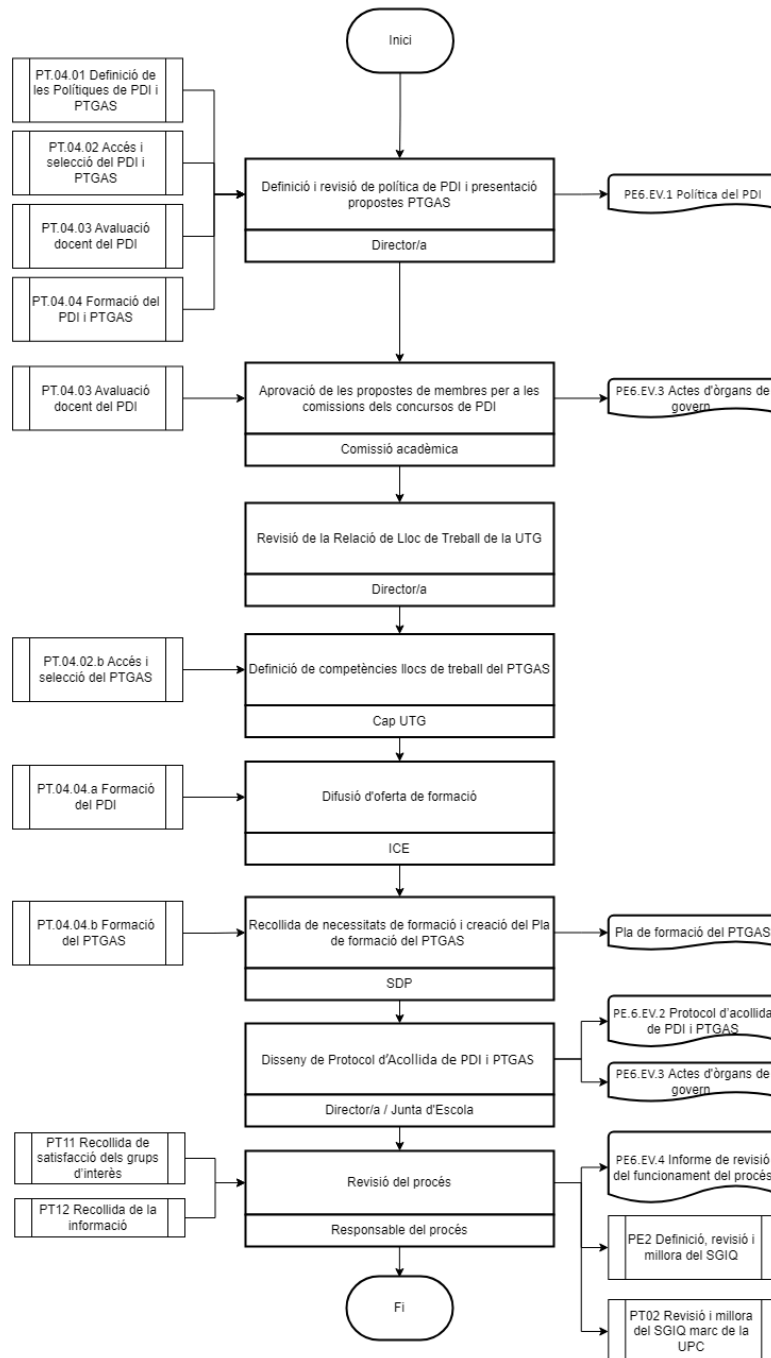 Inici
PT.04.01 Definició de
les Polítiques de PDI i
PTGAS
PT.04.02 Accés i
selecció del PDI i
PTGAS
PT.04.03 Avaluació
docent del PDI
PT.04.04 Formació del
PDI i PTGAS
Definició i revisió de política de PDI i presentació
propostes PTGAS
Director/a
PE6.EV.1 Política del PDI
PT.04.03 Avaluació
docent del PDI
Aprovació de les propostes de membres per a les
comissions dels concursos de PDI
Comissió acadèmica
PE6.EV.3 Actes d'òrgans de
govern
Revisió de la Relació de Lloc de Treball de la UTG
Director/a
PT.04.02.b Accés i
selecció del PTGAS
Definició de competències llocs de treball del PTGAS
Cap UTG
PT.04.04.a Formació
del PDI
Difusió d'oferta de formació
ICE
PT.04.04.b Formació
del PTGAS
Recollida de necessitats de formació i creació del Pla
de formació del PTGAS
SDP
Pla de formació del PTGAS
Disseny de Protocol d'Acollida de PDI i PTGAS
Director/a / Junta d'Escola
PE.6.EV.2 Protocol d'acollida
de PDI i PTGAS
PE6.EV.3 Actes d'òrgans de
govern
PT11 Recollida de
satisfacció dels grups
d'interès
PT12 Recollida de la
informació
Revisió del procés
Responsable del procés
PE6.EV.4 Informe de revisió
del funcionament del procés
PE2 Definició, revisió i
millora del SGIQ
PT02 Revisió i millora
del SGIQ marc de la
UPC
Fi